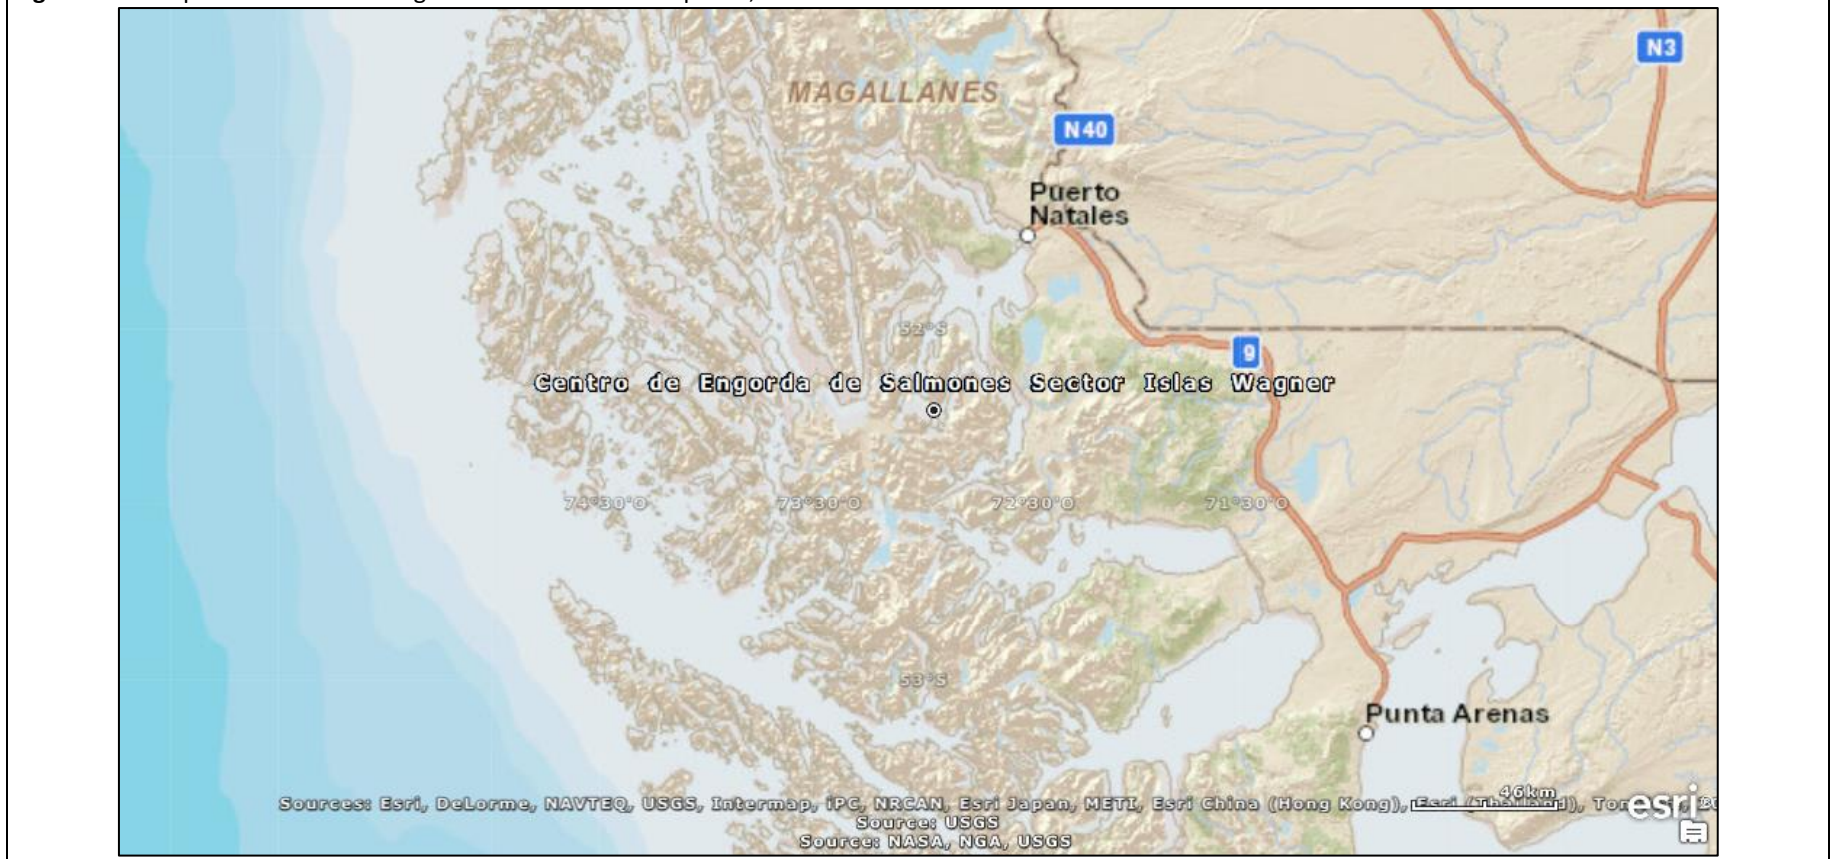 MAGALLANES
N3
N40
Puerto
Natales
52°S
9
Centro de Engorda de Salmones Sector Islas Wagner
74°30'O 73°30'O 72°30'O 71°30'O
53°S
Punta Arenas
46km
Sources: Esri, DeLorme, NAVTEQ, USGS, Intermap, iPC, NRCAN, Esri Japan, METI, Esri China (Hong Kong), Esri (Thailand),
esri
Source: USGS
Source: NASA, NGA, USGS